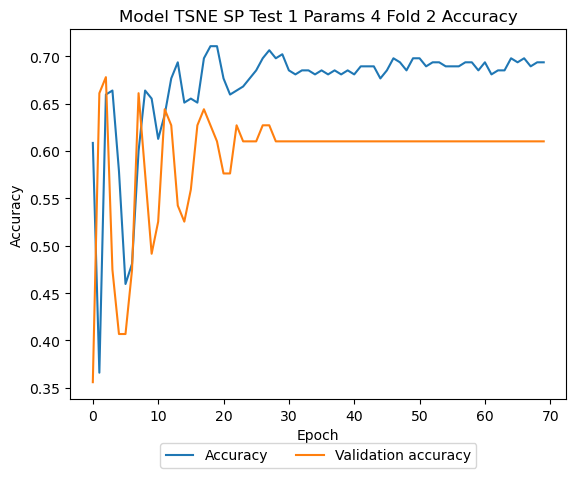 Model TSNE SP Test 1 Params 4 Fold 2 Accuracy
Accuracy
0.70
0.65
0.60
0.55
0.50
0.45
0.40
0.35
0 10 20 30 40 50 60 70
Epoch
Accuracy Validation accuracy